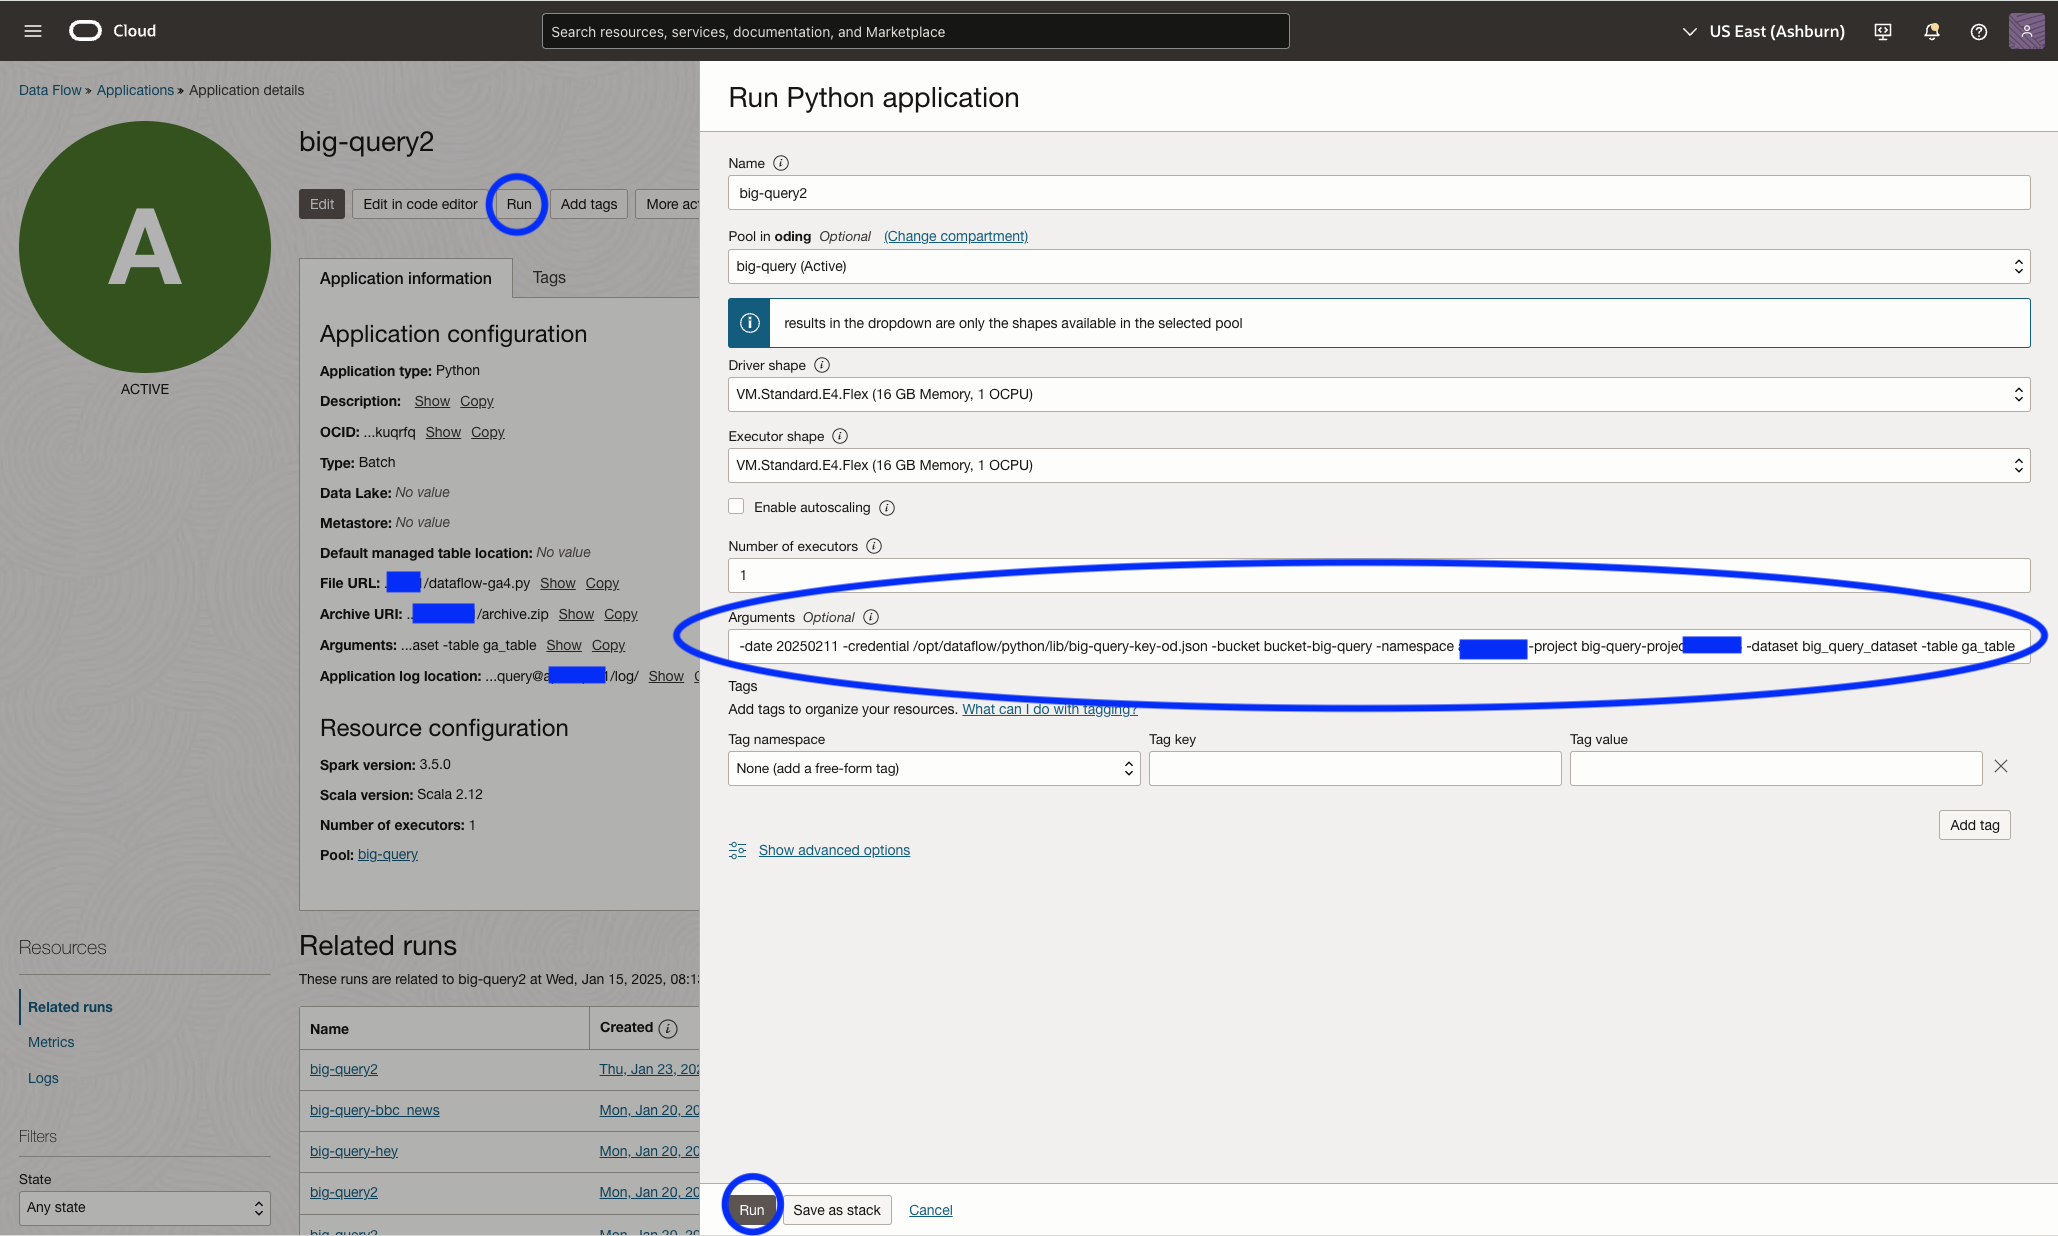 Cloud
Search resources, services, documentation, and Marketplace
US East (Ashburn)
Data Flow » Applications » Application details
A
ACTIVE
big-query2
Edit
Edit in code editor
Run
Add tags
More act
Application information
Tags
Application configuration
Application type: Python
Description: Show Copy
OCID: ...kuqrfq Show Copy
Type: Batch
Data Lake: No value
Metastore: No value
Default managed table location: No value
File URL: /dataflow-ga4.py Show Copy
Archive URI: .. /archive.zip Show Copy
Arguments: ...aset -table ga_table Show Copy
Application log location: ...query@a /log/ Show
Resource configuration
Spark version: 3.5.0
Scala version: Scala 2.12
Number of executors: 1
Pool: big-query
Resources
Related runs
Metrics
Logs
Filters
State
Any state
Related runs
These runs are related to big-query2 at Wed, Jan 15, 2025, 08:1
Name
Created
big-query2
Thu, Jan 23, 202
big-query-bbc_news
Mon, Jan 20, 20
big-query-hey
Mon, Jan 20, 20
big-query2
Mon, Jan 20, 20
big-query2
Mon, Jan 20, 20
Run Python application
Name
big-query2
Pool in oding Optional (Change compartment)
big-query (Active)
results in the dropdown are only the shapes available in the selected pool
Driver shape
VM.Standard.E4.Flex (16 GB Memory, 1 OCPU)
Executor shape
VM.Standard.E4.Flex (16 GB Memory, 1 OCPU)
Enable autoscaling
Number of executors
1
Arguments Optional
-date 20250211 -credential /opt/dataflow/python/lib/big-query-key-od.json -bucket bucket-big-query -namespace -project big-query-projec -dataset big_query_dataset -table ga_table
Tags
Add tags to organize your resources. What can I do with tagging?
Tag namespace
Tag key
Tag value
None (add a free-form tag)
Add tag
Show advanced options
Run
Save as stack
Cancel